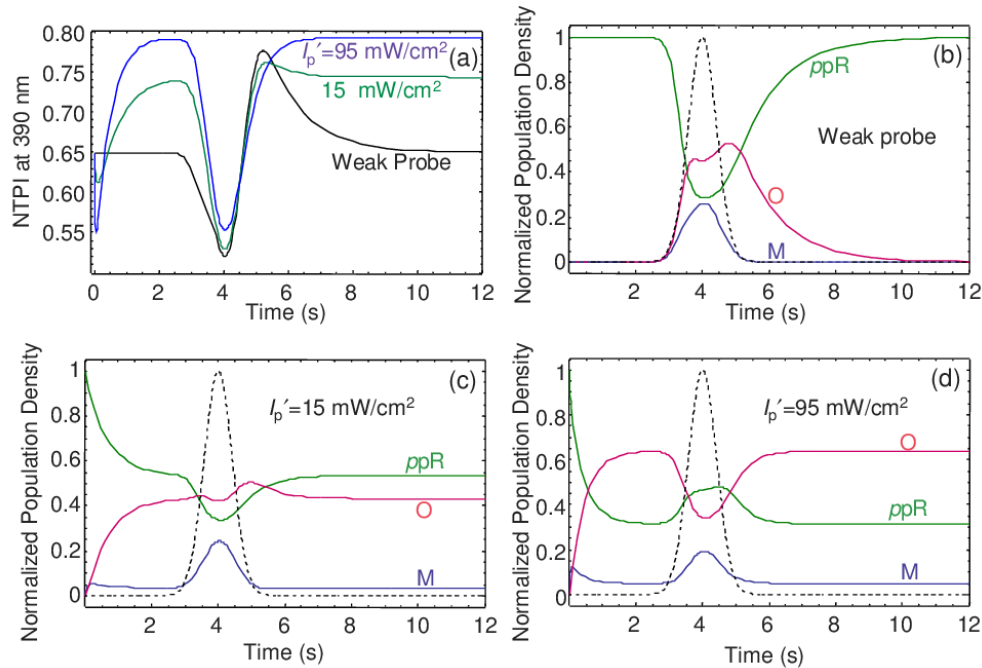 0.80
0.75
0.70
0.65
0.60
0.55
NTPI at 390 nm
Iₚ′=95 mW/cm²
(a)
15 mW/cm²
Weak Probe
0 2 4 6 8 10 12
Time (s)
1
0.8
0.6
0.4
0.2
0
Normalized Population Density
(b)
ppR
Weak probe
O
M
2 4 6 8 10 12
Time (s)
1
0.8
0.6
0.4
0.2
0
Normalized Population Density
(c)
Iₚ′=15 mW/cm²
ppR
O
M
2 4 6 8 10 12
Time (s)
1
0.8
0.6
0.4
0.2
0
Normalized Population Density
(d)
Iₚ′=95 mW/cm²
O
ppR
M
2 4 6 8 10 12
Time (s)